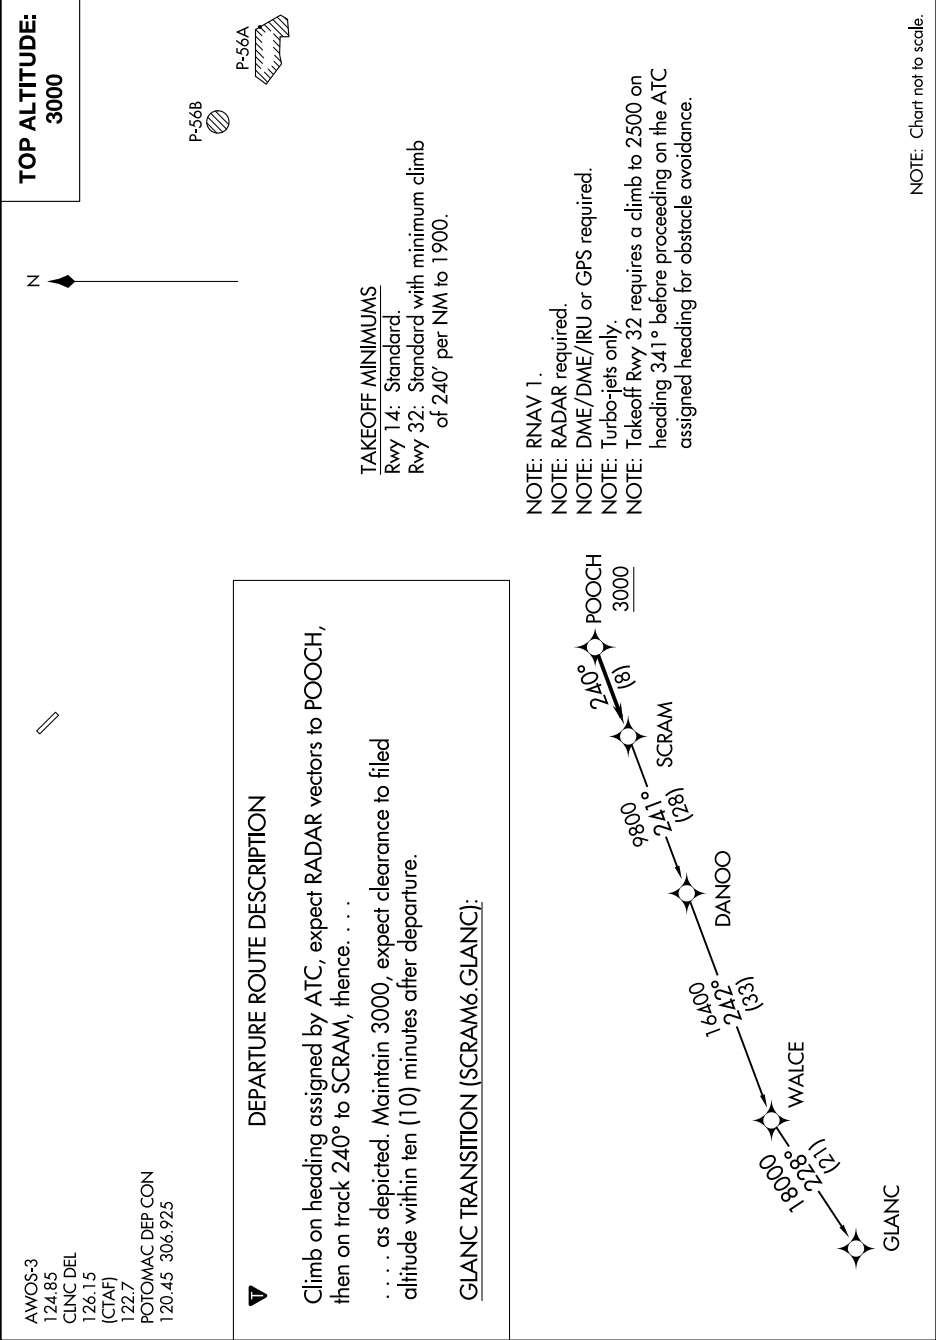 AWOS-3
124.85
CLNC DEL
126.15
(CTAF)
122.7
POTOMAC DEP CON
120.45 306.925
N
TOP ALTITUDE:
3000
P-56B
P-56A
TAKEOFF MINIMUMS
Rwy 14: Standard.
Rwy 32: Standard with minimum climb
of 240' per NM to 1900.
T
DEPARTURE ROUTE DESCRIPTION
Climb on heading assigned by ATC, expect RADAR vectors to POOCH,
then on track 240° to SCRAM, thence. . . .
. . . . as depicted. Maintain 3000, expect clearance to filed
altitude within ten (10) minutes after departure.
GLANC TRANSITION (SCRAM6.GLANC):
NOTE: RNAV 1.
NOTE: RADAR required.
NOTE: DME/DME/IRU or GPS required.
NOTE: Turbo-jets only.
NOTE: Takeoff Rwy 32 requires a climb to 2500 on
heading 341° before proceeding on the ATC
assigned heading for obstacle avoidance.
POOCH
3000
240°
(8)
SCRAM
9800
241°
(28)
DANOO
16400
242°
(33)
WALCE
18000
228°
(21)
GLANC
NOTE: Chart not to scale.